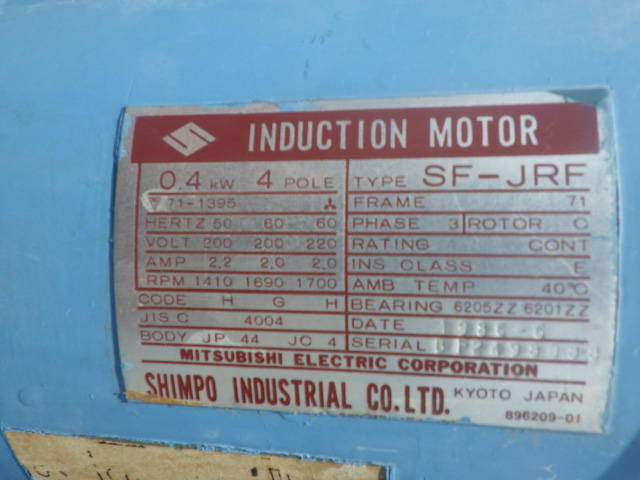 INDUCTION MOTOR
0.4 kW 4 POLE
TYPE SF-JRF
71-1395
FRAME 71
HERTZ 50 60 60
PHASE 3 ROTOR C
VOLT 200 200 220
RATING CONT
AMP 2.2 2.0 2.0
INS CLASS E
RPM 1410 1690 1700
AMB TEMP 40°C
CODE H G H
BEARING 6205ZZ 6201ZZ
JIS C 4004
DATE 1986-6
BODY JP 44 JC 4
SERIAL
MITSUBISHI ELECTRIC CORPORATION
SHIMPO INDUSTRIAL CO.LTD. KYOTO JAPAN
896209-01